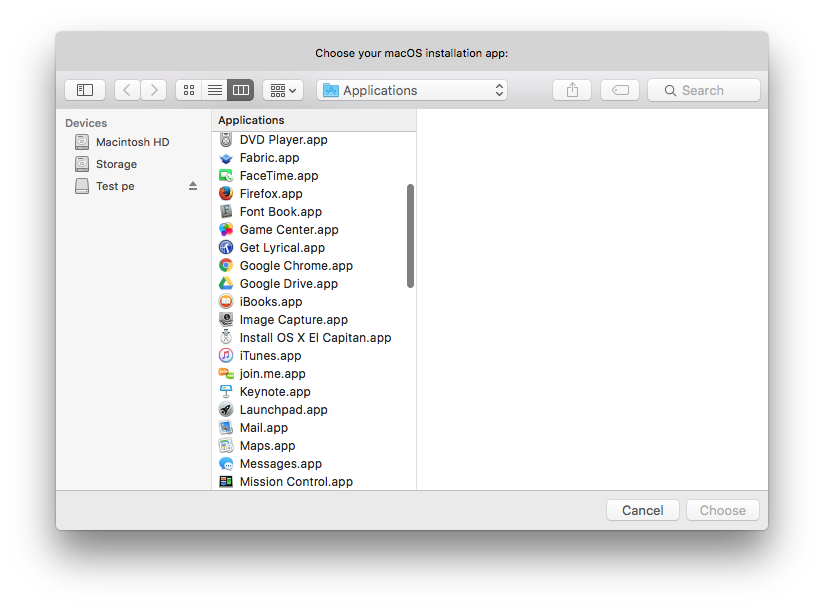 Choose your macOS installation app:
Applications
Search
Devices
Macintosh HD
Storage
Test pe
Applications
DVD Player.app
Fabric.app
FaceTime.app
Firefox.app
Font Book.app
Game Center.app
Get Lyrical.app
Google Chrome.app
Google Drive.app
iBooks.app
Image Capture.app
Install OS X El Capitan.app
iTunes.app
join.me.app
Keynote.app
Launchpad.app
Mail.app
Maps.app
Messages.app
Mission Control.app
Cancel
Choose